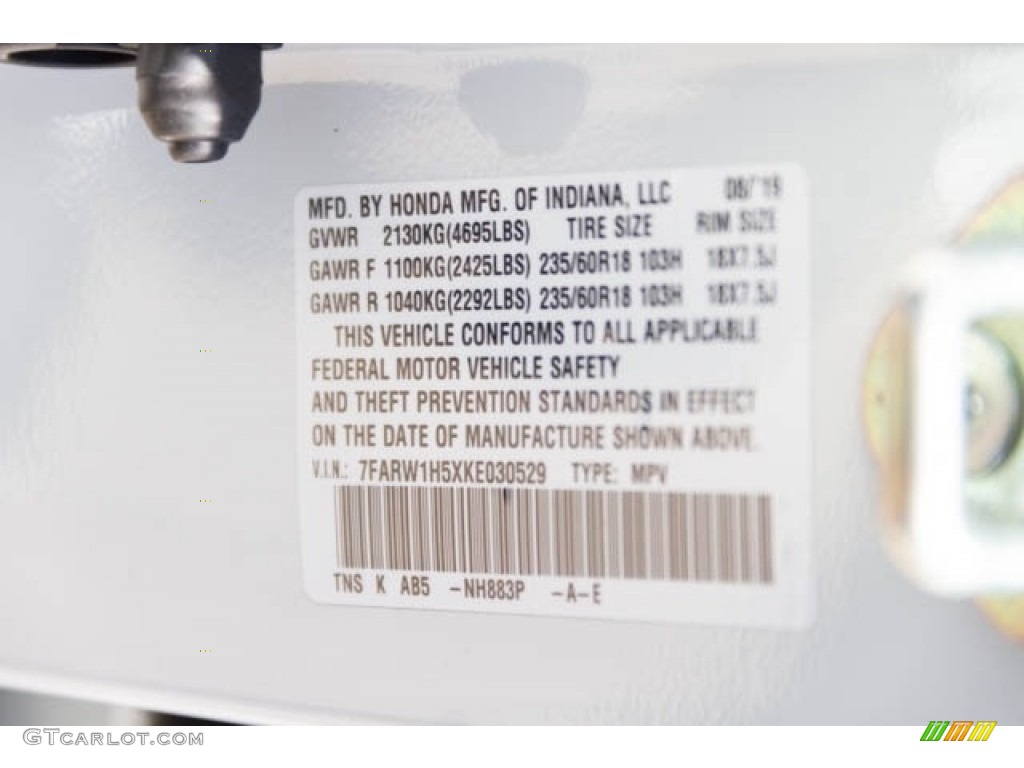 MFD. BY HONDA MFG. OF INDIANA, LLC 08/19
GVWR 2130KG(4695LBS) TIRE SIZE RIM SIZE
GAWR F 1100KG(2425LBS) 235/60R18 103H 18X7.5J
GAWR R 1040KG(2292LBS) 235/60R18 103H 18X7.5J
THIS VEHICLE CONFORMS TO ALL APPLICABLE
FEDERAL MOTOR VEHICLE SAFETY
AND THEFT PREVENTION STANDARDS IN EFFECT
ON THE DATE OF MANUFACTURE SHOWN ABOVE.
V.I.N.: 7FARW1H5XKE030529 TYPE: MPV
TNS K AB5 -NH883P -A-E
GTCARLOT.COM